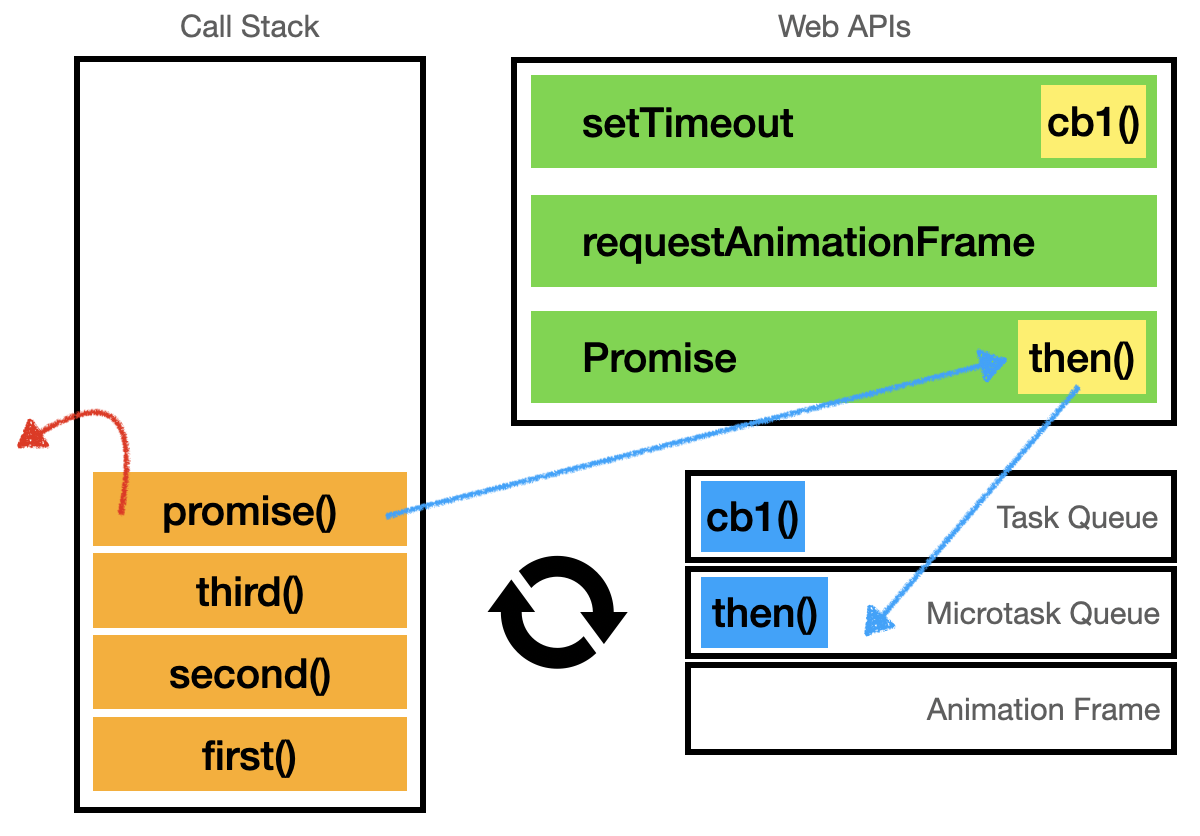 Call Stack
Web APIs
setTimeout
cb1()
requestAnimationFrame
Promise
then()
promise()
third()
second()
first()
cb1()
Task Queue
then()
Microtask Queue
Animation Frame